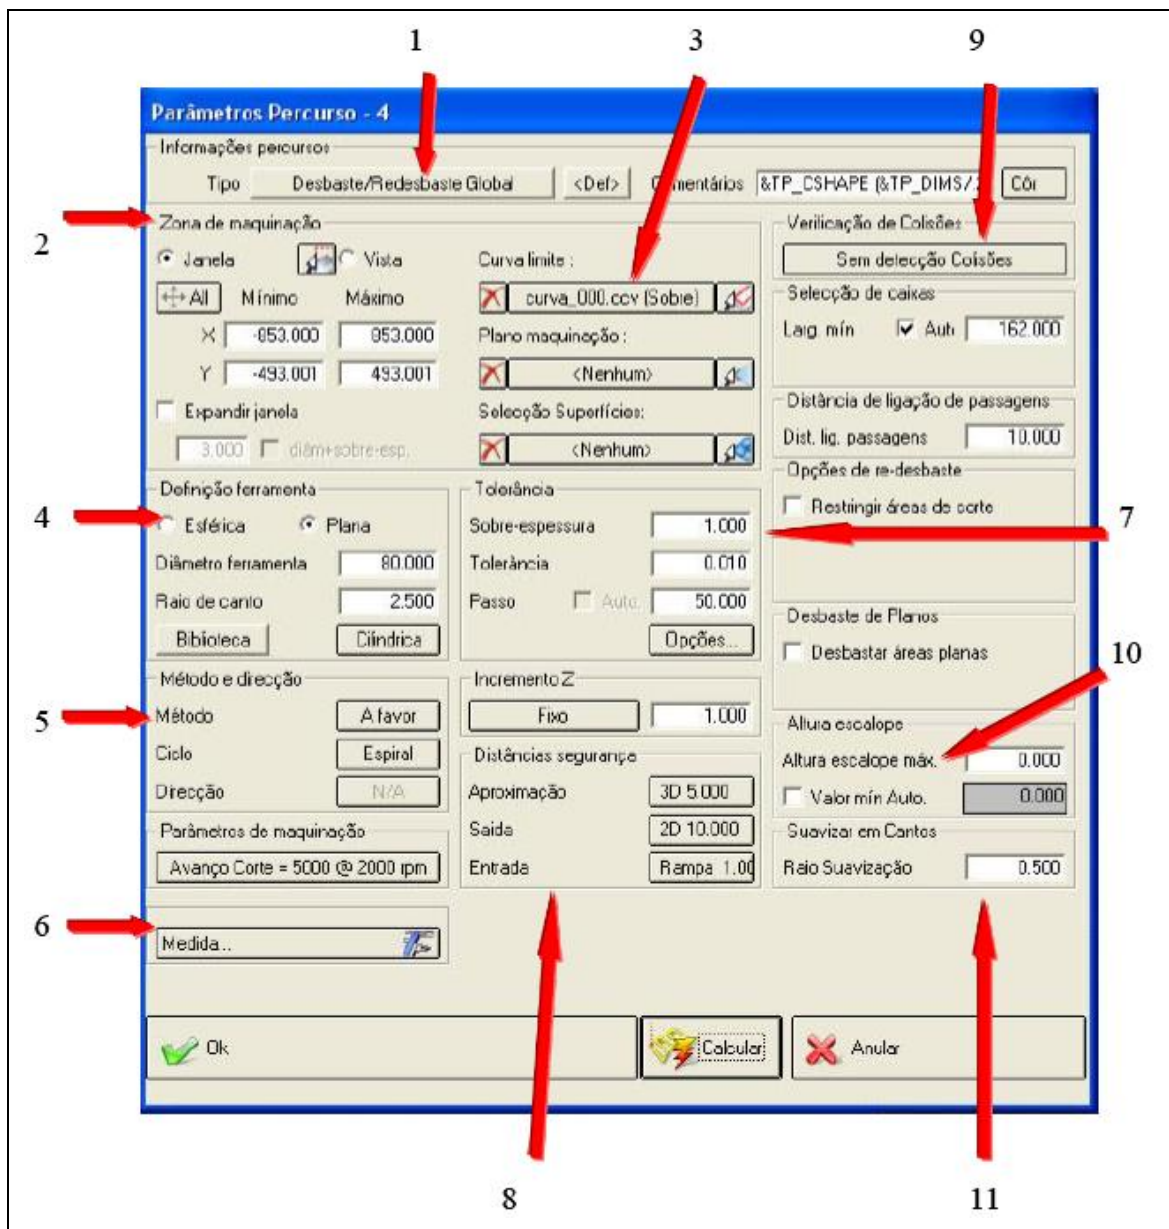 1 3 9
Parâmetros Percurso - 4
Informações percursos
Tipo Desbaste/Redesbaste Global <Def> Comentários &TP_CSHAPE (&TP_DIMS/ Côr
2
Zona de maquinação
Janela Vista
All Mínimo Máximo
X -853.000 853.000
Y -493.001 493.001
Expandir janela
3.000 diâm+sobre-esp.
Curva limite :
curva_000.ccv (Sobre)
Plano maquinação :
<Nenhum>
Selecção Superfícies:
<Nenhum>
Verificação de Colisões
Sem detecção Colisões
Selecção de caixas
Larg. mín Aut 162.000
Distância de ligação de passagens
Dist. lig. passagens 10.000
Opções de re-desbaste
Restringir áreas de corte
7
4
Definição ferramenta
Esférica Plana
Diâmetro ferramenta 80.000
Raio de canto 2.500
Biblioteca Cilíndrica
Tolerância
Sobre-espessura 1.000
Tolerância 0.010
Passo Auto. 50.000
Opções...
Desbaste de Planos
Desbastar áreas planas
10
5
Método e direcção
Método A favor
Ciclo Espiral
Direcção N/A
Incremento Z
Fixo 1.000
Distâncias segurança
Aproximação 3D 5.000
Saída 2D 10.000
Entrada Rampa 1.00
Altura escalope
Altura escalope máx. 0.000
Valor mín Auto. 0.000
Suavizar em Cantos
Raio Suavização 0.500
Parâmetros de maquinação
Avanço Corte = 5000 @ 2000 rpm
6
Medida...
Ok Calcular Anular
8 11